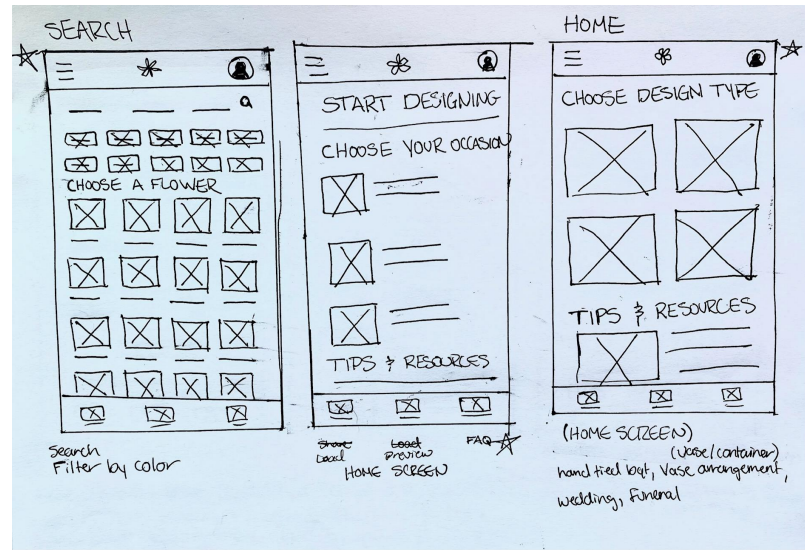 SEARCH
CHOOSE A FLOWER
Search
Filter by color
START DESIGNING
CHOOSE YOUR OCCASION
TIPS & RESOURCES
Share Load FAQ
Load Preview
HOME SCREEN
HOME
CHOOSE DESIGN TYPE
TIPS & RESOURCES
(HOME SCREEN)
(vase/container)
hand tied bqt, Vase arrangement,
wedding, Funeral